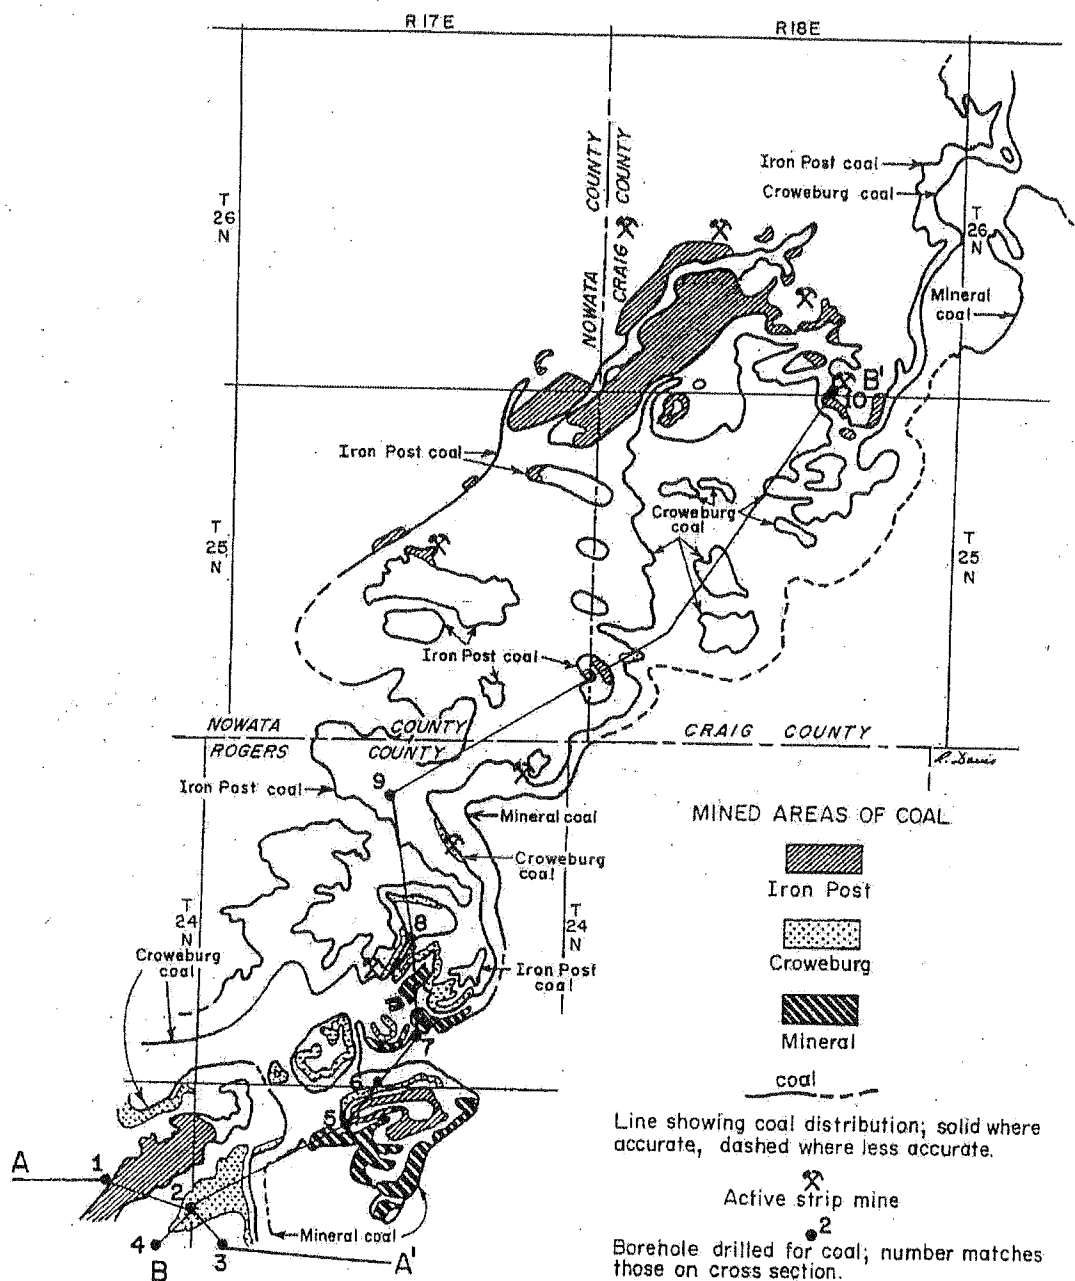 R 17 E
R 18 E
Iron Post coal
Croweburg coal
T
26
N
NOWATA COUNTY
CRAIG COUNTY
T
26
N
Mineral
coal
B'
10
Iron Post coal
Croweburg
coal
T
25
N
T
25
N
Iron Post coal
NOWATA COUNTY
CRAIG COUNTY
ROGERS COUNTY
R. Davis
Iron Post coal
9
Mineral coal
Croweburg
coal
MINED AREAS OF COAL
Iron Post
Croweburg
Mineral
T
24
N
8
T
24
N
Croweburg
coal
Iron Post
coal
7
6
5
coal
Line showing coal distribution; solid where
accurate, dashed where less accurate.
Active strip mine
2
Borehole drilled for coal; number matches
those on cross section.
A
1
2
Mineral coal
4
3
B
A'